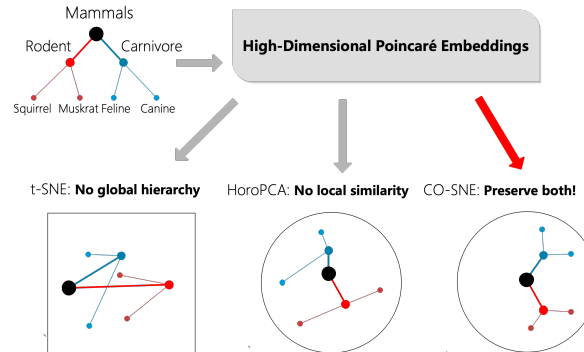 Mammals
Rodent Carnivore
Squirrel Muskrat Feline Canine
High-Dimensional Poincaré Embeddings
t-SNE: No global hierarchy
HoroPCA: No local similarity
CO-SNE: Preserve both!